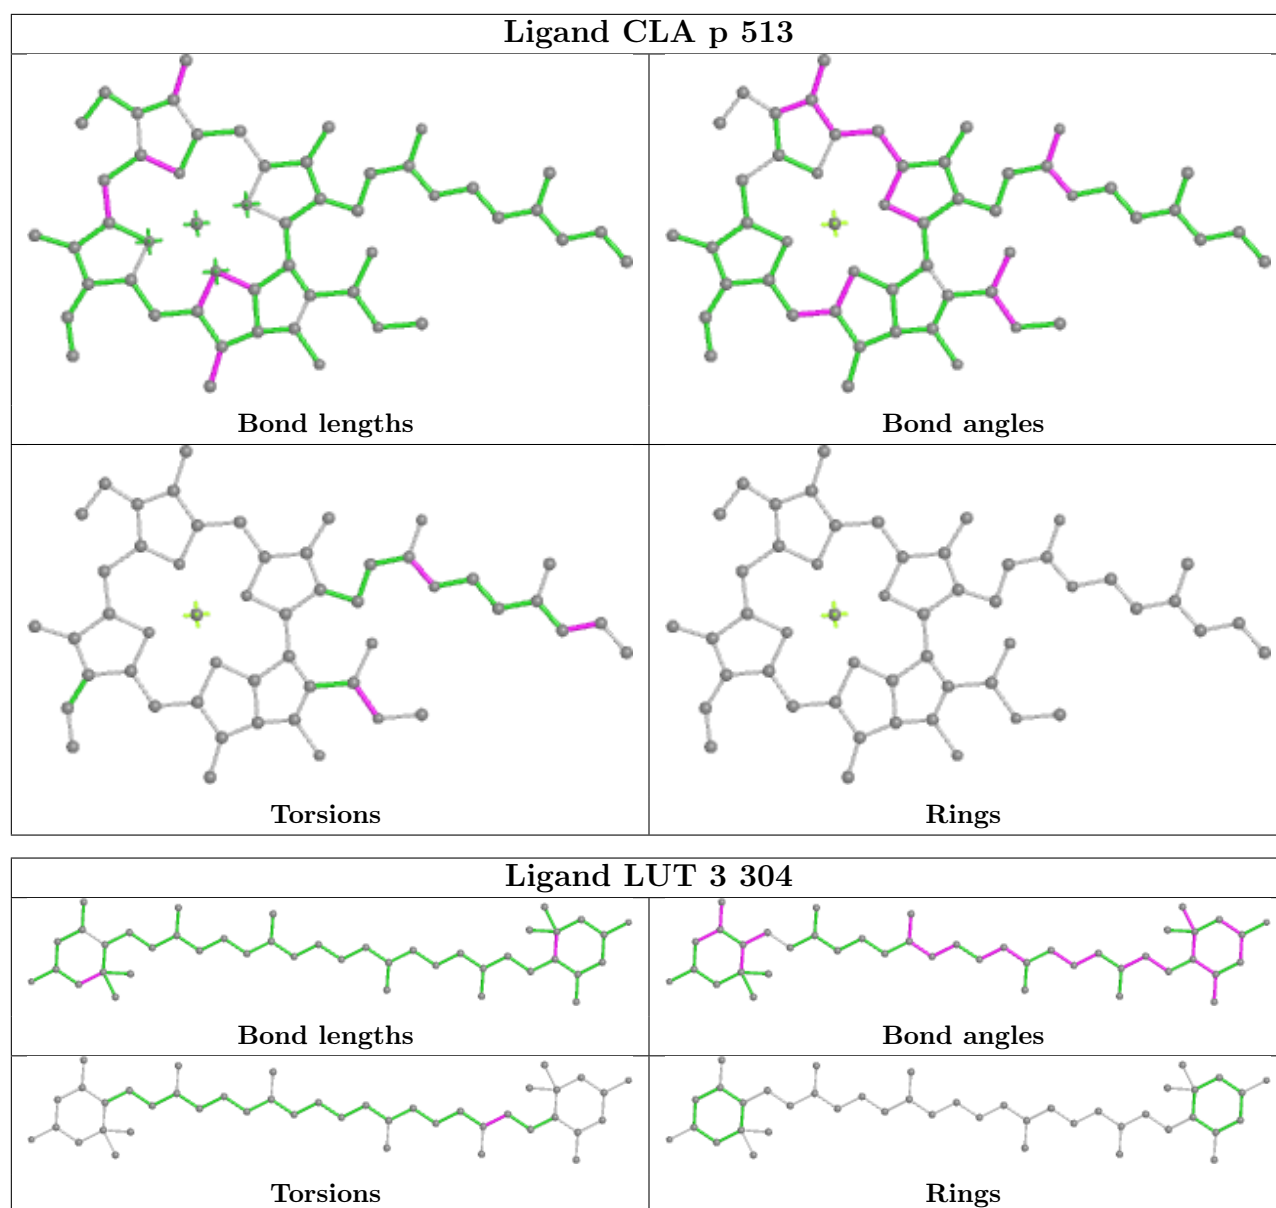 Ligand CLA p 513
Bond lengths
Bond angles
Torsions
Rings
Ligand LUT 3 304
Bond lengths
Bond angles
Torsions
Rings